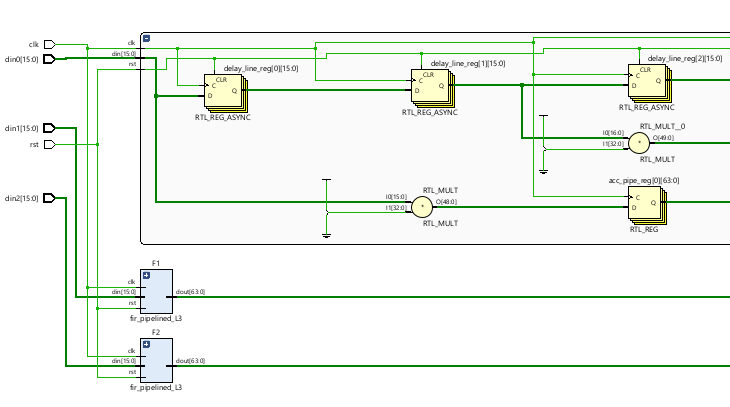 clk
din0[15:0]
din1[15:0]
rst
din2[15:0]
clk
din[15:0]
rst
delay_line_reg[0][15:0]
CLR
C
D
Q
RTL_REG_ASYNC
delay_line_reg[1][15:0]
CLR
C
D
Q
RTL_REG_ASYNC
delay_line_reg[2][15:0]
CLR
C
D
Q
RTL_REG_ASYNC
RTL_MULT__0
I0[16:0]
I1[32:0]
*
O[49:0]
RTL_MULT
RTL_MULT
I0[15:0]
I1[32:0]
*
O[48:0]
RTL_MULT
acc_pipe_reg[0][63:0]
C
D
Q
RTL_REG
F1
clk
din[15:0]
rst
dout[63:0]
fir_pipelined_L3
F2
clk
din[15:0]
rst
dout[63:0]
fir_pipelined_L3